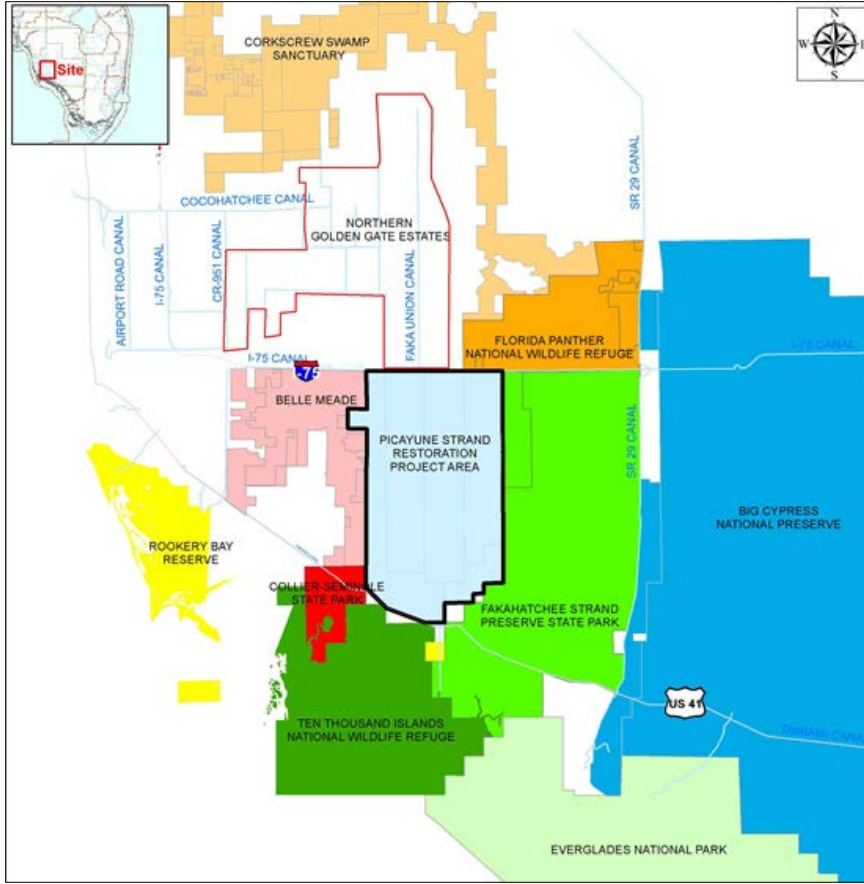 Site
N
W
E
S
CORKSCREW SWAMP
SANCTUARY
SR 29 CANAL
COCOHATCHEE CANAL
NORTHERN
GOLDEN GATE ESTATES
AIRPORT ROAD CANAL
I-75 CANAL
CR-951 CANAL
FAKA UNION CANAL
FLORIDA PANTHER
NATIONAL WILDLIFE REFUGE
I-75 CANAL
I-75 CANAL
I-75
BELLE MEADE
PICAYUNE STRAND
RESTORATION
PROJECT AREA
SR 29 CANAL
BIG CYPRESS
NATIONAL PRESERVE
ROOKERY BAY
RESERVE
COLLIER-SEMINOLE
STATE PARK
FAKAHATCHEE STRAND
PRESERVE STATE PARK
US 41
TEN THOUSAND ISLANDS
NATIONAL WILDLIFE REFUGE
TAMIAMI CANAL
EVERGLADES NATIONAL PARK